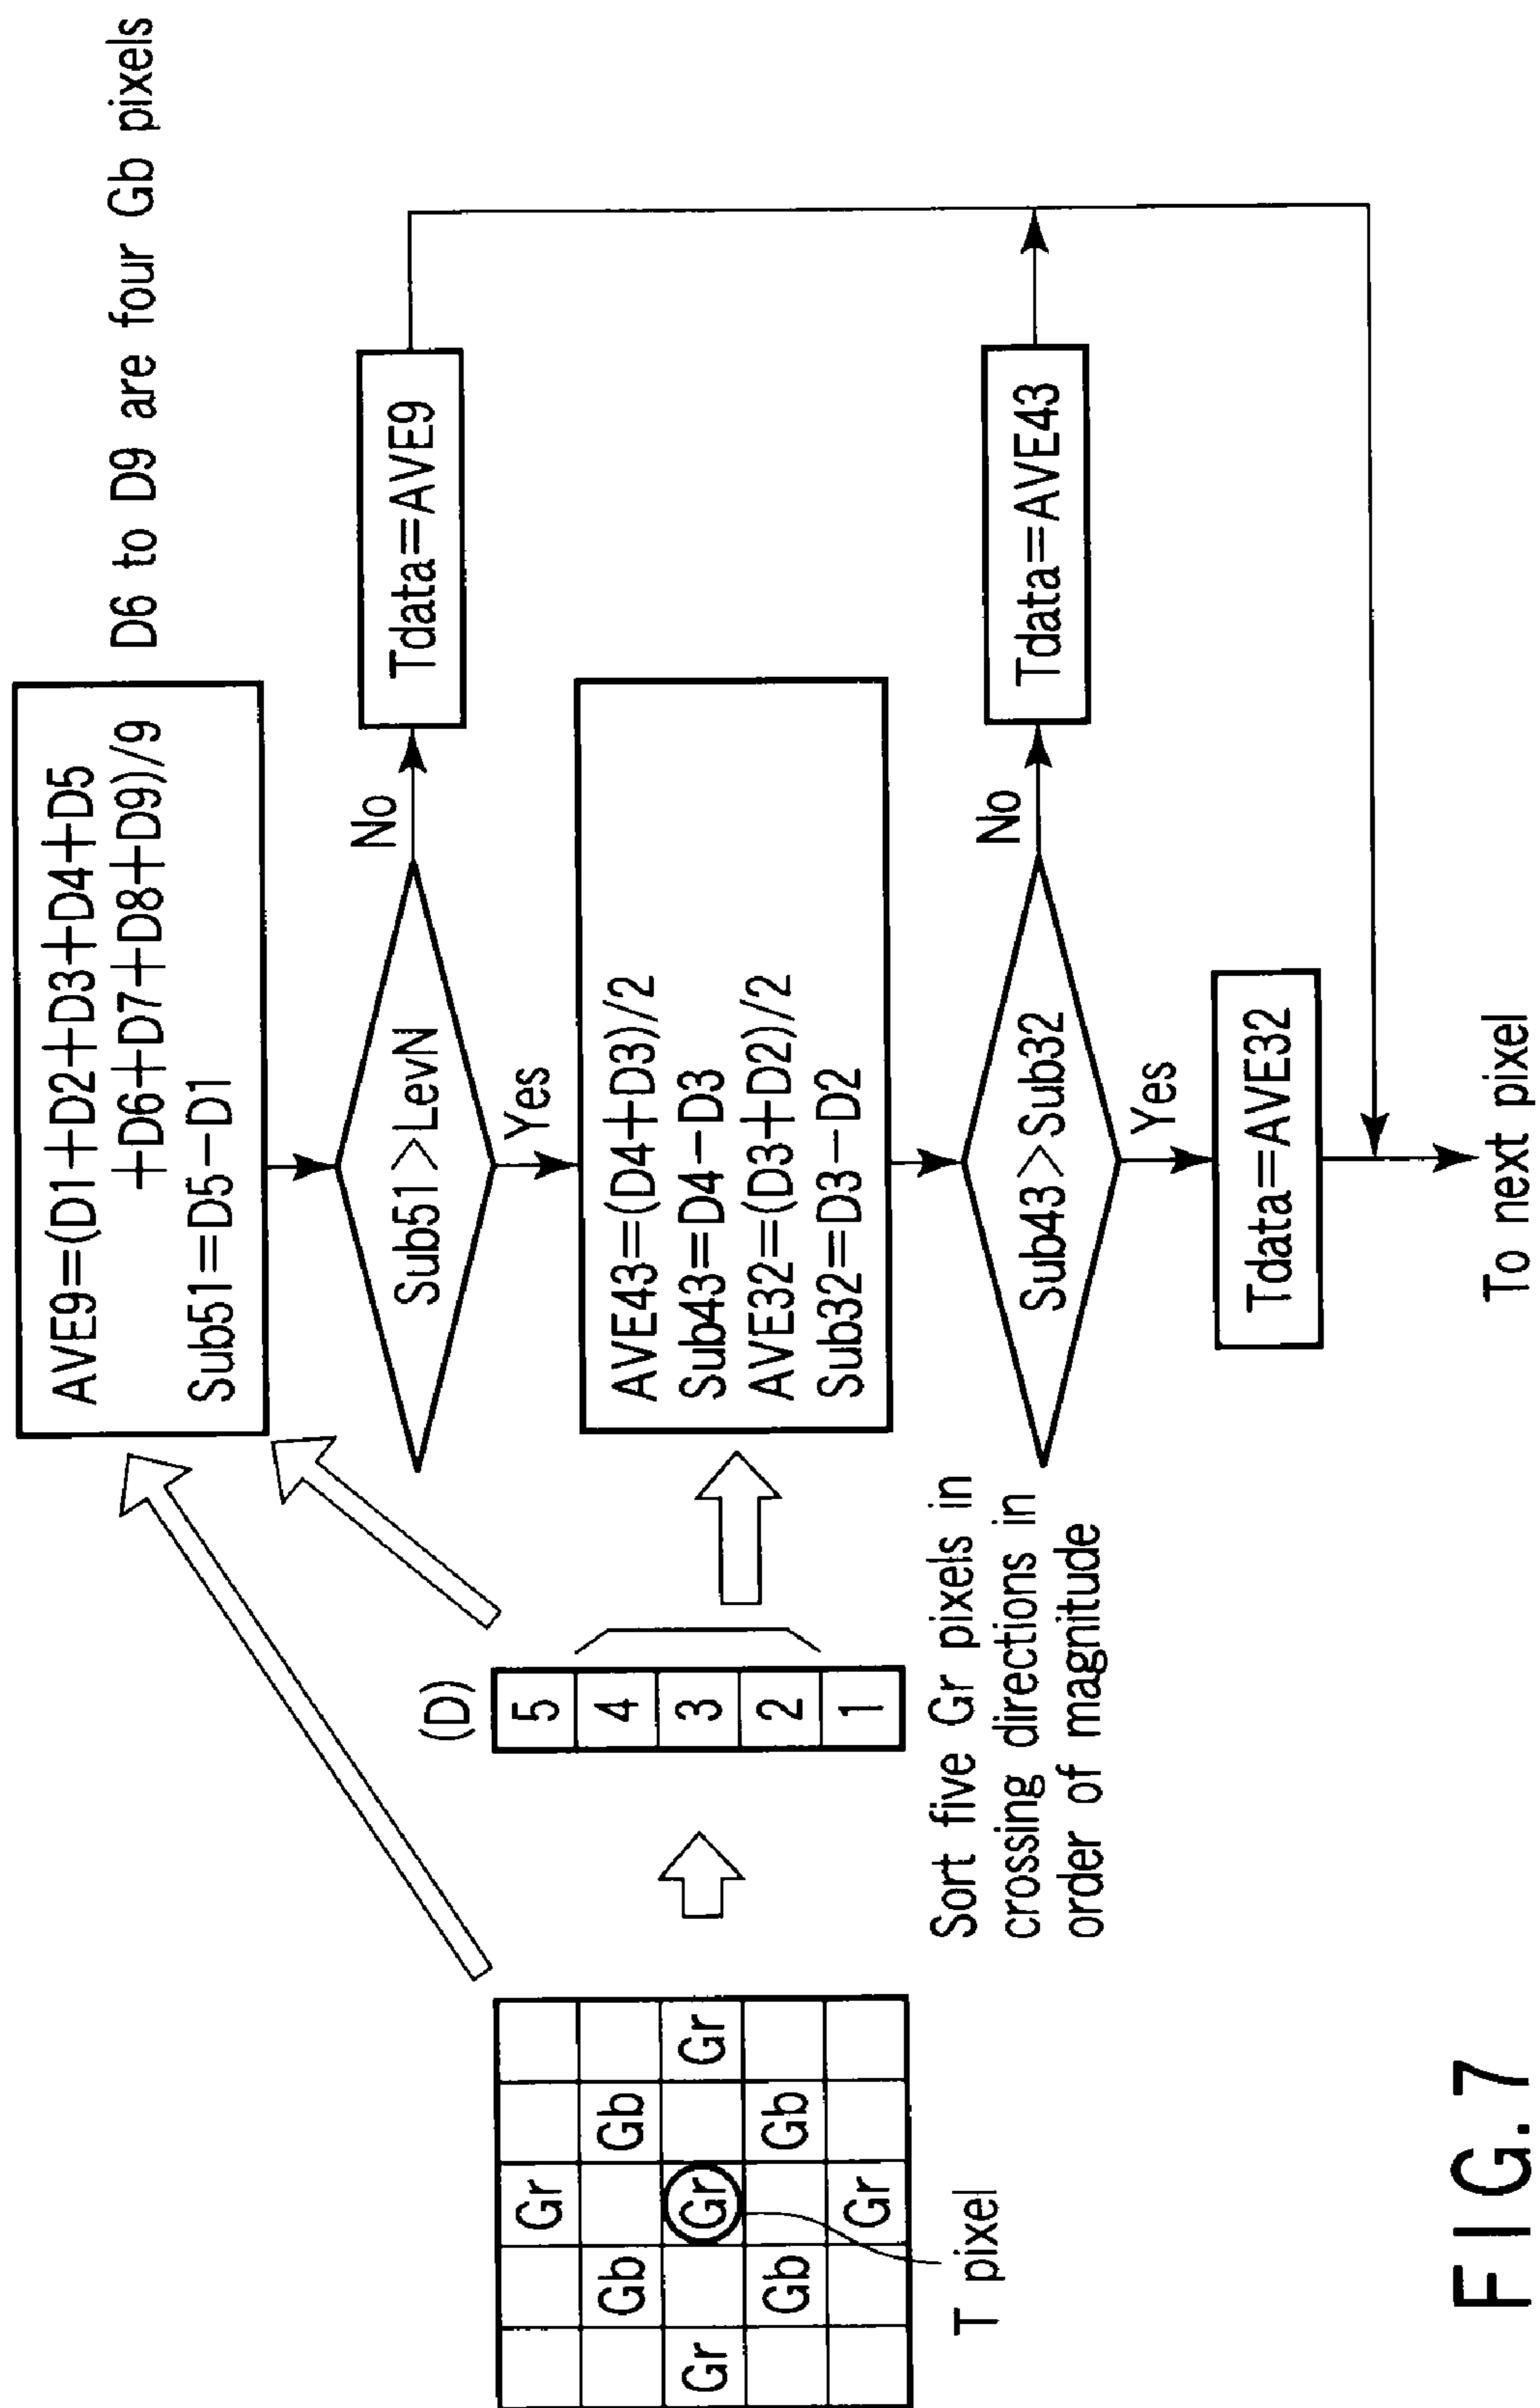 AVE9=(D1+D2+D3+D4+D5
+D6+D7+D8+D9)/9
Sub51=D5-D1
D6 to D9 are four Gb pixels
Sub51>LevN
No
Tdata=AVE9
Yes
AVE43=(D4+D3)/2
Sub43=D4-D3
AVE32=(D3+D2)/2
Sub32=D3-D2
Sub43>Sub32
No
Tdata=AVE43
Yes
Tdata=AVE32
To next pixel
(D)
5
4
3
2
1
Sort five Gr pixels in
crossing directions in
order of magnitude
Gr
Gb Gb
Gr Gr Gr
Gb Gb
Gr
T pixel
FIG. 7